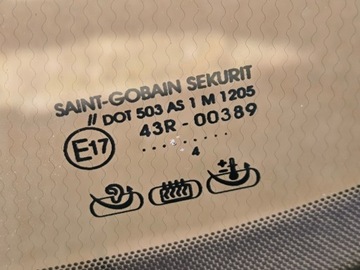 SAINT-GOBAIN SEKURIT
// DOT 503 AS 1 M 1205
E17 43R - 00389
.........
4